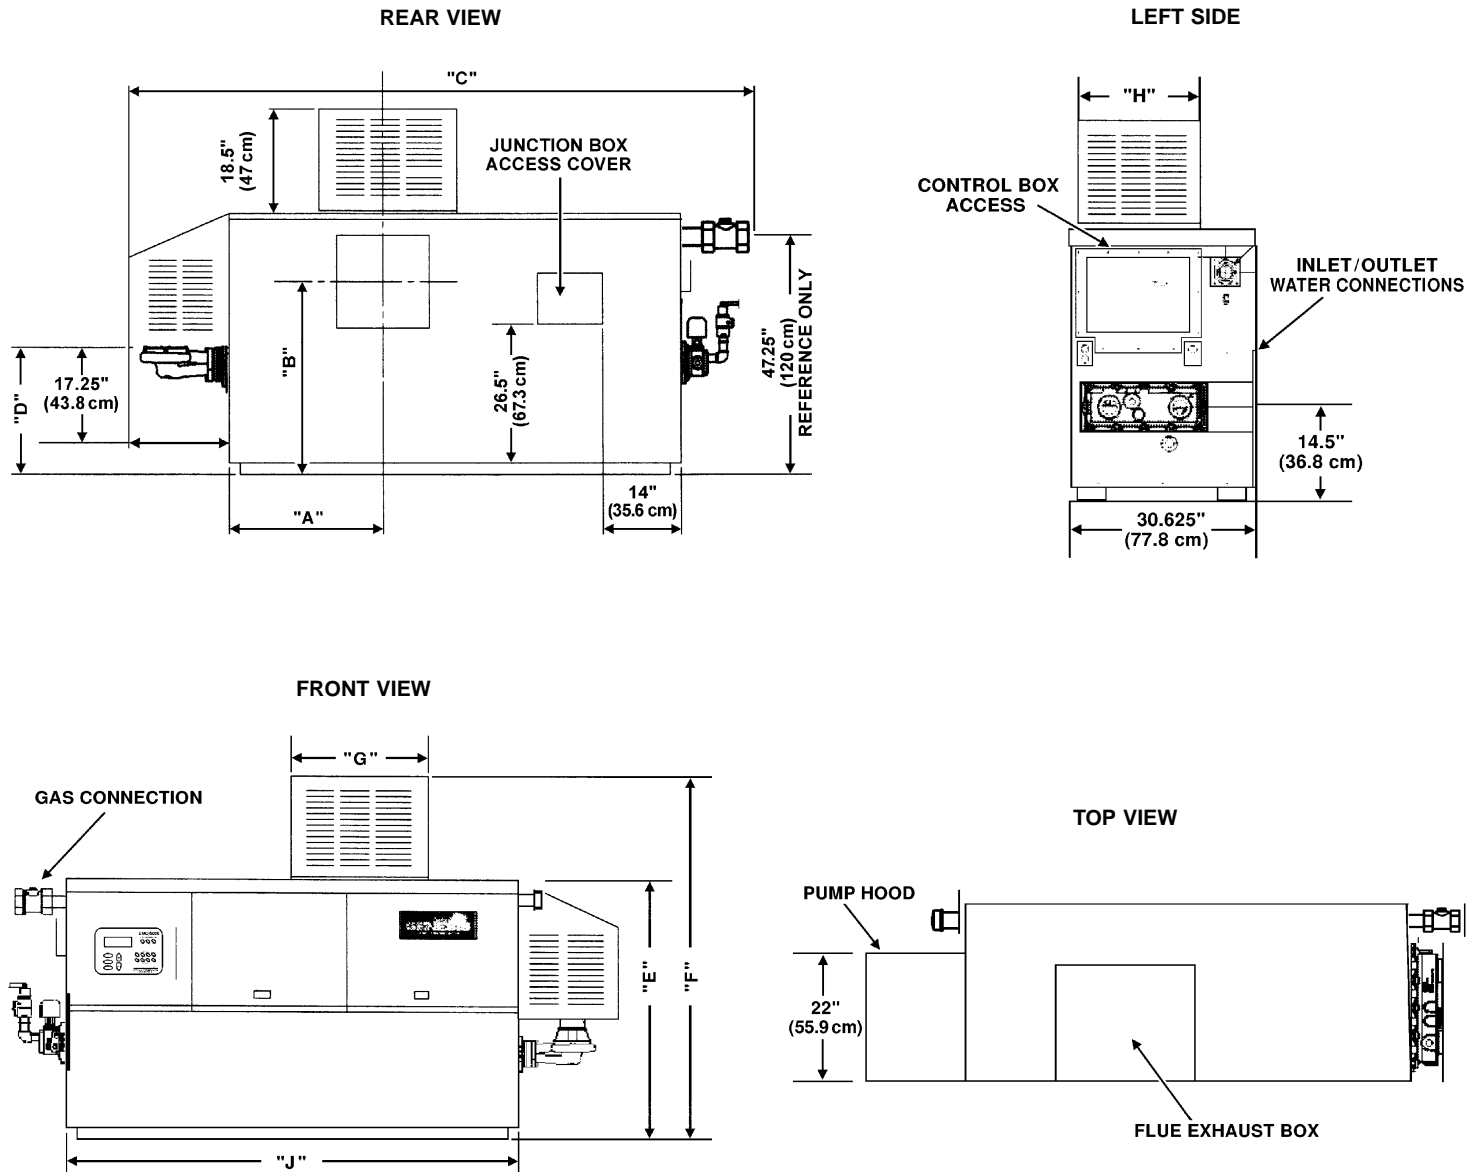 REAR VIEW
LEFT SIDE
"C"
"H"
18.5"
(47 cm)
JUNCTION BOX
ACCESS COVER
CONTROL BOX
ACCESS
INLET/OUTLET
WATER CONNECTIONS
"B"
"D"
17.25"
(43.8 cm)
26.5"
(67.3 cm)
47.25"
(120 cm)
REFERENCE ONLY
14.5"
(36.8 cm)
"A"
14"
(35.6 cm)
30.625"
(77.8 cm)
FRONT VIEW
"G"
GAS CONNECTION
TOP VIEW
PUMP HOOD
"E"
"F"
22"
(55.9 cm)
FLUE EXHAUST BOX
"J"